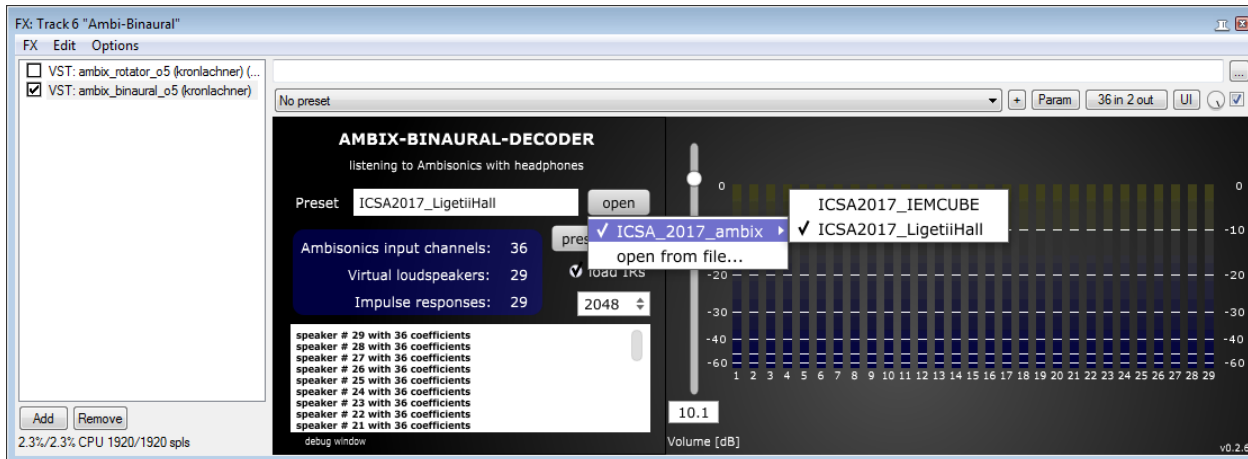 FX: Track 6 "Ambi-Binaural"
FX Edit Options
VST: ambix_rotator_o5 (kronlachner) (...
VST: ambix_binaural_o5 (kronlachner)
...
No preset
+ Param 36 in 2 out UI
AMBIX-BINAURAL-DECODER
listening to Ambisonics with headphones
Preset ICSA2017_LigetiiHall open
pres
ICSA_2017_ambix
open from file...
ICSA2017_IEMCUBE
ICSA2017_LigetiiHall
Ambisonics input channels: 36
Virtual loudspeakers: 29
Impulse responses: 29
load IRs
2048
speaker # 29 with 36 coefficients
speaker # 28 with 36 coefficients
speaker # 27 with 36 coefficients
speaker # 26 with 36 coefficients
speaker # 25 with 36 coefficients
speaker # 24 with 36 coefficients
speaker # 23 with 36 coefficients
speaker # 22 with 36 coefficients
speaker # 21 with 36 coefficients
debug window
0 0
-10
-20 -20
-30 -30
-40 -40
-60 -60
1 2 3 4 5 6 7 8 9 10 11 12 13 14 15 16 17 18 19 20 21 22 23 24 25 26 27 28 29
10.1
Volume [dB]
v0.2.6
Add Remove
2.3%/2.3% CPU 1920/1920 spls